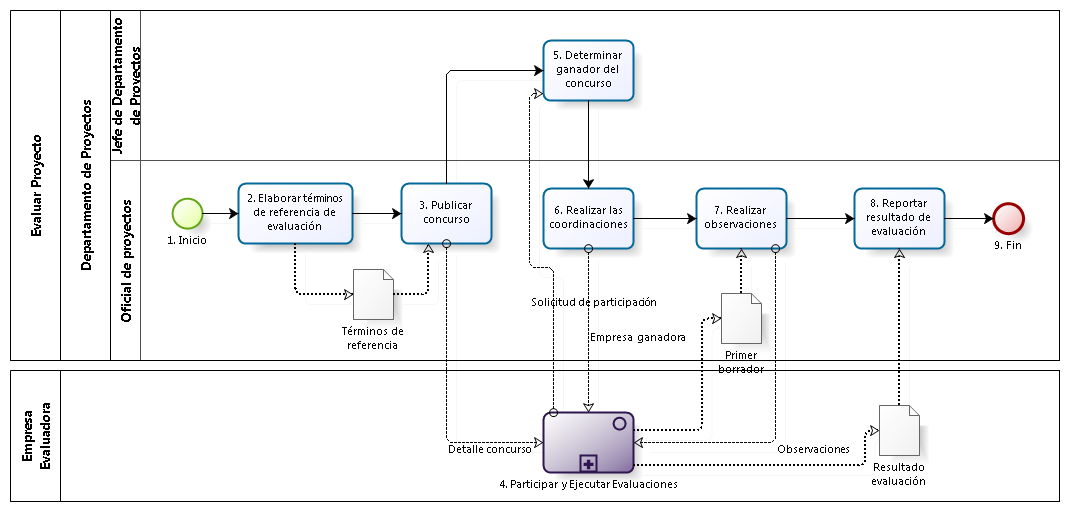 Evaluar Proyecto
Departamento de Proyectos
Jefe de Departamento
de Proyectos
5. Determinar
ganador del
concurso
Oficial de proyectos
1. Inicio
2. Elaborar términos
de referencia de
evaluación
3. Publicar
concurso
6. Realizar las
coordinaciones
7. Realizar
observaciones
8. Reportar
resultado de
evaluación
9. Fin
Términos de
referencia
Solicitud de participación
Empresa ganadora
Primer
borrador
Empresa
Evaluadora
Detalle concurso
Observaciones
4. Participar y Ejecutar Evaluaciones
Resultado
evaluación